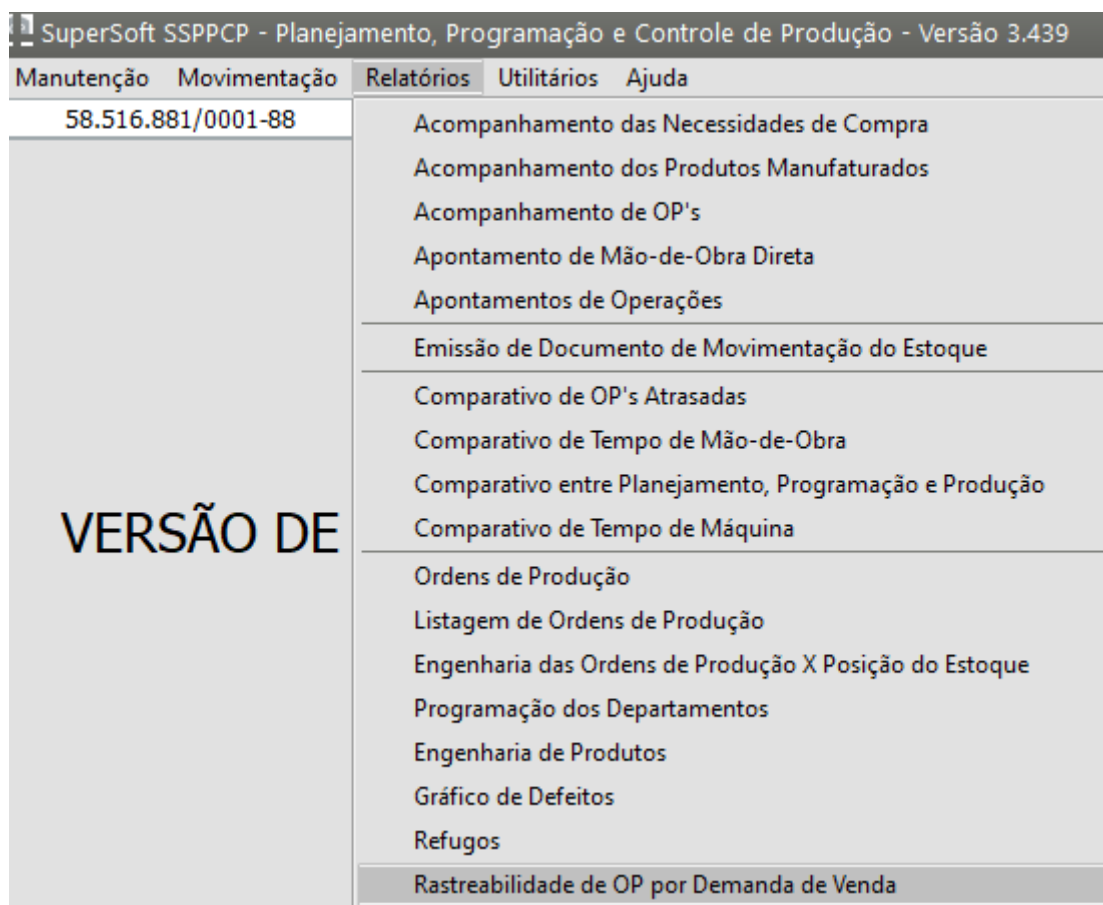 SuperSoft SSPPCP - Planejamento, Programação e Controle de Produção - Versão 3.439
Manutenção Movimentação Relatórios Utilitários Ajuda
58.516.881/0001-88
Acompanhamento das Necessidades de Compra
Acompanhamento dos Produtos Manufaturados
Acompanhamento de OP's
Apontamento de Mão-de-Obra Direta
Apontamentos de Operações
Emissão de Documento de Movimentação do Estoque
Comparativo de OP's Atrasadas
Comparativo de Tempo de Mão-de-Obra
Comparativo entre Planejamento, Programação e Produção
Comparativo de Tempo de Máquina
VERSÃO DE
Ordens de Produção
Listagem de Ordens de Produção
Engenharia das Ordens de Produção X Posição do Estoque
Programação dos Departamentos
Engenharia de Produtos
Gráfico de Defeitos
Refugos
Rastreabilidade de OP por Demanda de Venda